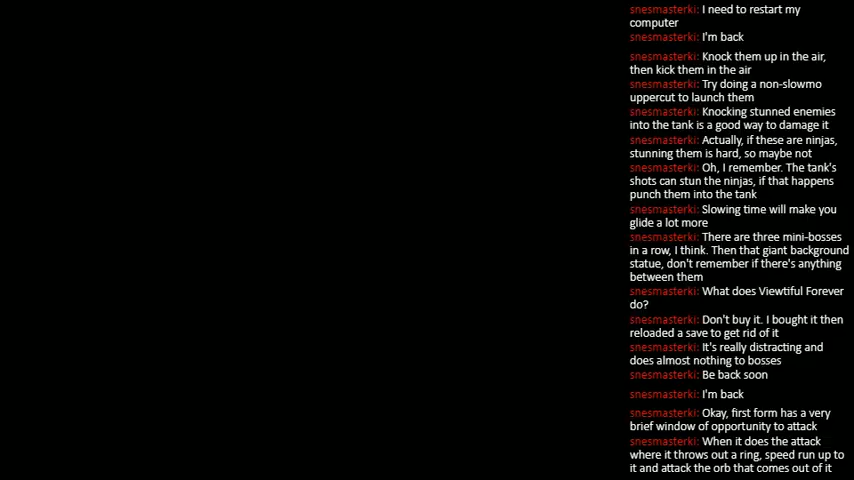 snesmasterki: I need to restart my
computer
snesmasterki: I'm back
snesmasterki: Knock them up in the air,
then kick them in the air
snesmasterki: Try doing a non-slowmo
uppercut to launch them
snesmasterki: Knocking stunned enemies
into the tank is a good way to damage it
snesmasterki: Actually, if these are ninjas,
stunning them is hard, so maybe not
snesmasterki: Oh, I remember. The tank's
shots can stun the ninjas, if that happens
punch them into the tank
snesmasterki: Slowing time will make you
glide a lot more
snesmasterki: There are three mini-bosses
in a row, I think. Then that giant background
statue, don't remember if there's anything
between them
snesmasterki: What does Viewtiful Forever
do?
snesmasterki: Don't buy it. I bought it then
reloaded a save to get rid of it
snesmasterki: It's really distracting and
does almost nothing to bosses
snesmasterki: Be back soon
snesmasterki: I'm back
snesmasterki: Okay, first form has a very
brief window of opportunity to attack
snesmasterki: When it does the attack
where it throws out a ring, speed run up to
it and attack the orb that comes out of it